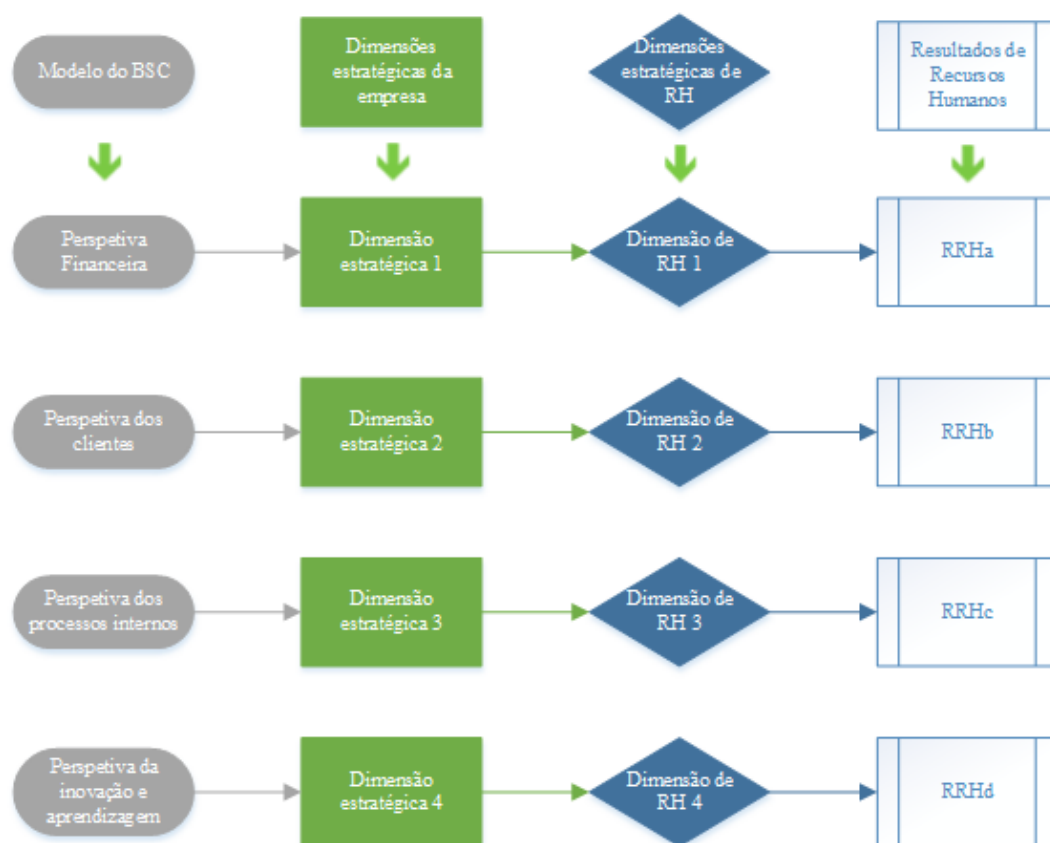 Modelo do BSC
Dimensões
estratégicas da
empresa
Dimensões
estratégicas de
RH
Resultados de
Recursos
Humanos
Perspetiva
Financeira
Dimensão
estratégica 1
Dimensão de
RH 1
RRHa
Perspetiva dos
clientes
Dimensão
estratégica 2
Dimensão de
RH 2
RRHb
Perspetiva dos
processos internos
Dimensão
estratégica 3
Dimensão de
RH 3
RRHc
Perspetiva da
inovação e
aprendizagem
Dimensão
estratégica 4
Dimensão de
RH 4
RRHd